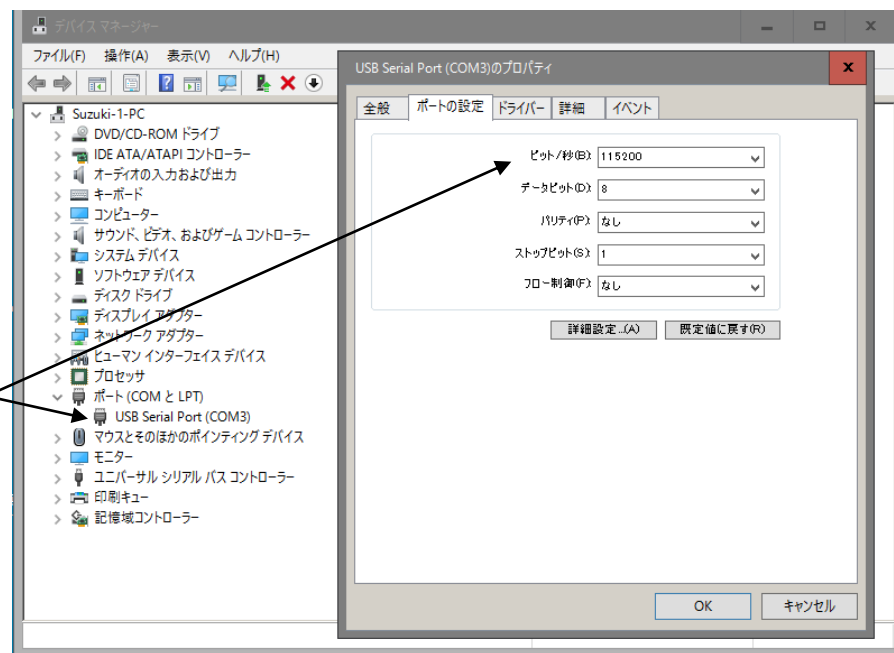 デバイス マネージャー
ファイル(F) 操作(A) 表示(V) ヘルプ(H)
Suzuki-1-PC
DVD/CD-ROM ドライブ
IDE ATA/ATAPI コントローラー
オーディオの入力および出力
キーボード
コンピューター
サウンド、ビデオ、およびゲーム コントローラー
システム デバイス
ソフトウェア デバイス
ディスク ドライブ
ディスプレイ アダプター
ネットワーク アダプター
ヒューマン インターフェイス デバイス
プロセッサ
ポート (COM と LPT)
USB Serial Port (COM3)
マウスとそのほかのポインティング デバイス
モニター
ユニバーサル シリアル バス コントローラー
印刷キュー
記憶域コントローラー
USB Serial Port (COM3)のプロパティ
x
全般 ポートの設定 ドライバー 詳細 イベント
ビット/秒(B): 115200
データ ビット(D): 8
パリティ(P): なし
ストップ ビット(S): 1
フロー制御(F): なし
詳細設定...(A) 既定値に戻す(R)
OK キャンセル